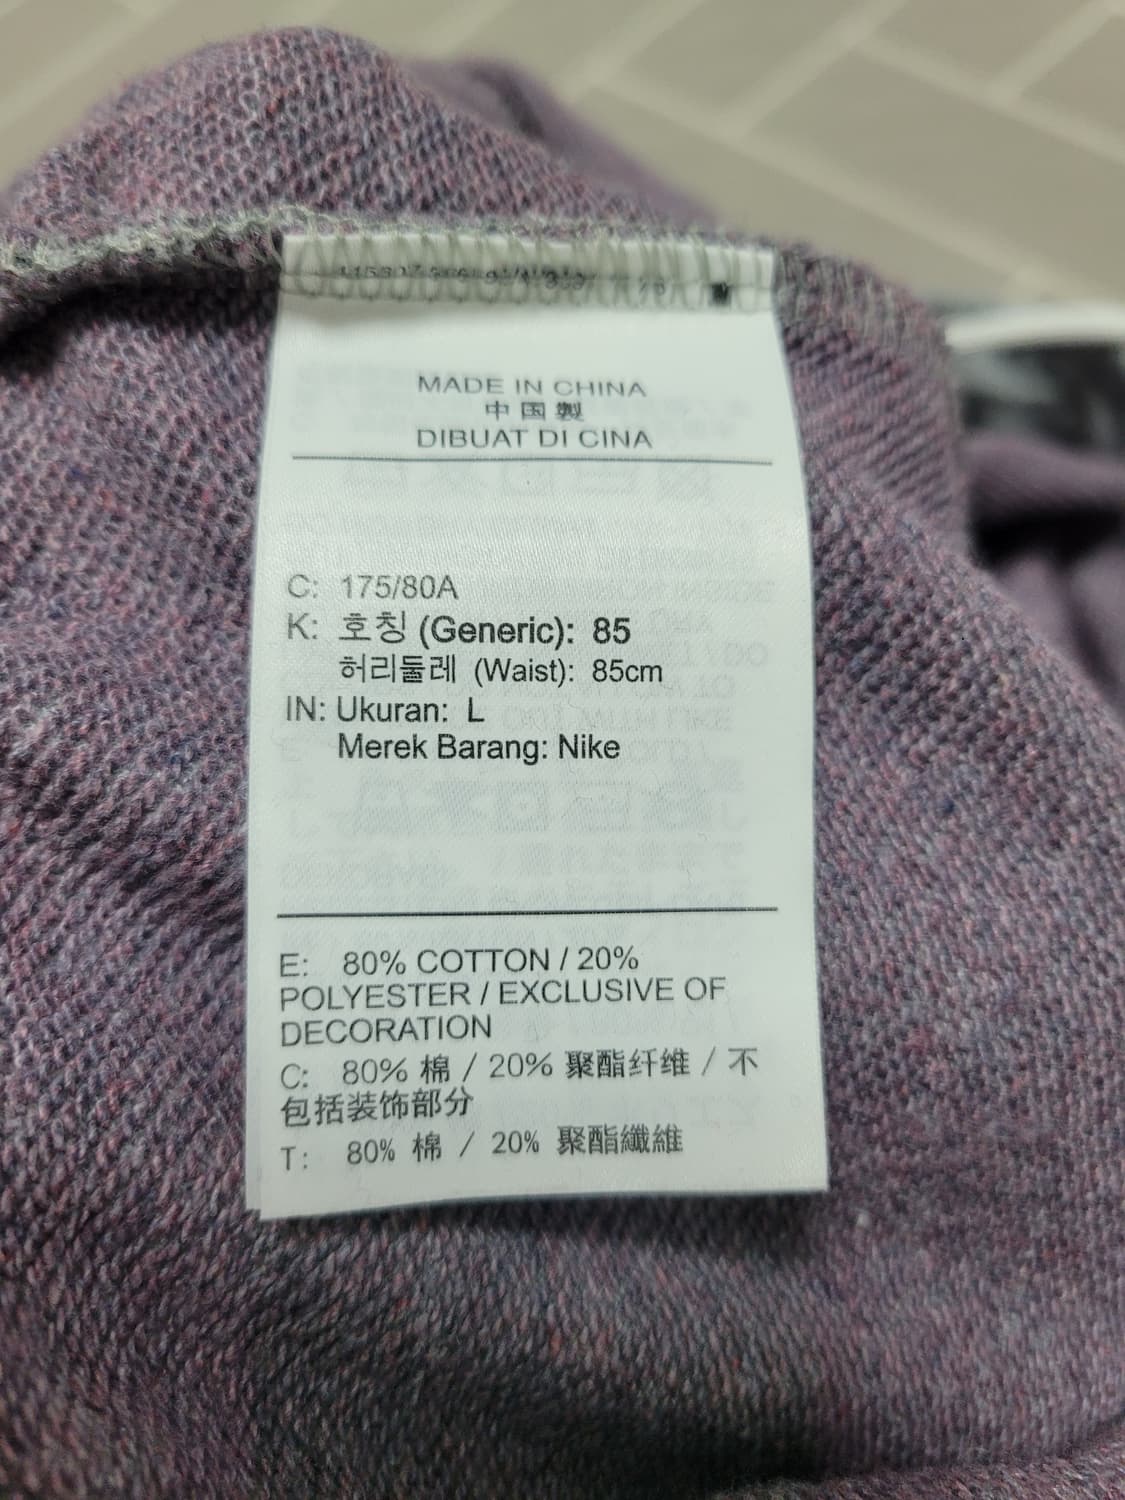 MADE IN CHINA
中国製
DIBUAT DI CINA
C: 175/80A
K: 호칭 (Generic): 85
허리둘레 (Waist): 85cm
IN: Ukuran: L
Merek Barang: Nike
E: 80% COTTON / 20%
POLYESTER / EXCLUSIVE OF
DECORATION
C: 80% 棉 / 20% 聚酯纤维 / 不
包括装饰部分
T: 80% 棉 / 20% 聚酯纖維